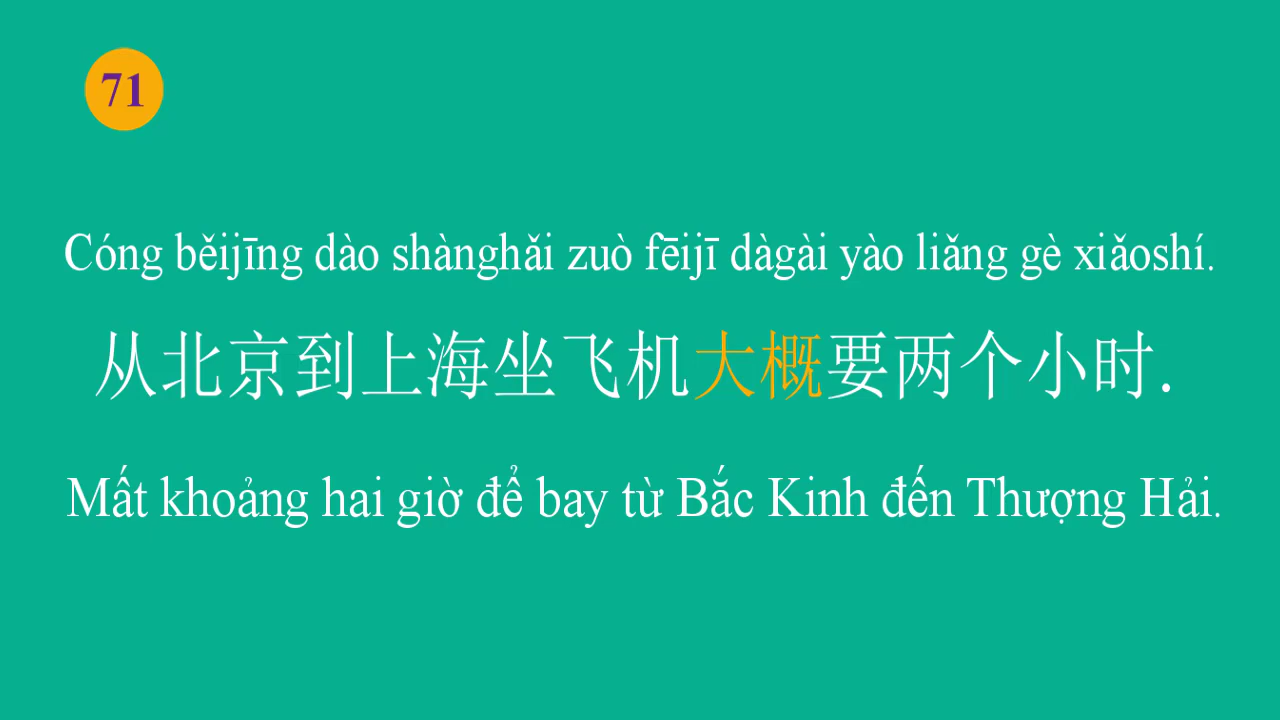 71
Cóng běijīng dào shànghǎi zuò fēijī dàgài yào liǎng gè xiǎoshí.
从北京到上海坐飞机大概要两个小时.
Mất khoảng hai giờ để bay từ Bắc Kinh đến Thượng Hải.